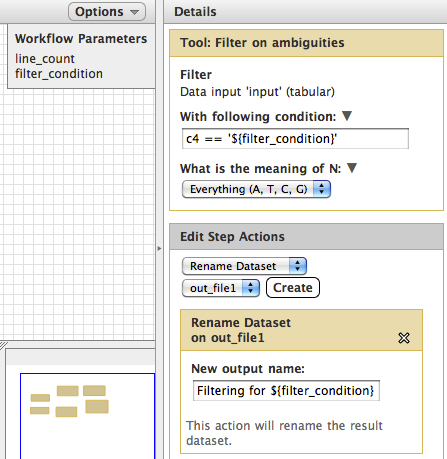 Options
Workflow Parameters
line_count
filter_condition
Details
Tool: Filter on ambiguities
Filter
Data input 'input' (tabular)
With following condition:
c4 == '${filter_condition}'
What is the meaning of N:
Everything (A, T, C, G)
Edit Step Actions
Rename Dataset
out_file1 Create
Rename Dataset
on out_file1
New output name:
Filtering for ${filter_condition}
This action will rename the result
dataset.